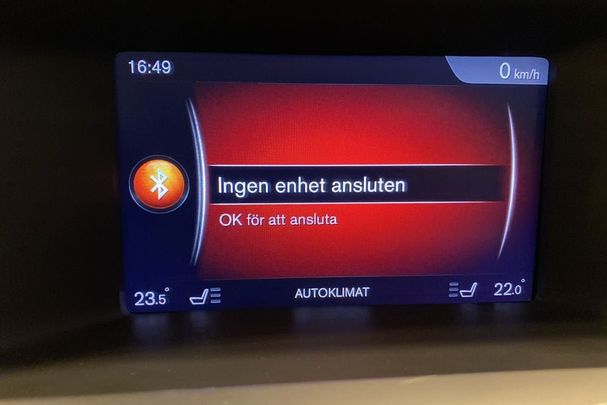 16:49
0 km/h
Ingen enhet ansluten
OK för att ansluta
23.5°
AUTOKLIMAT
22.0°